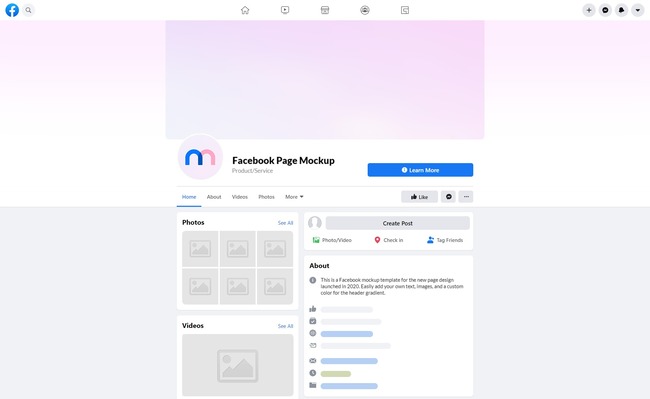 Facebook Page Mockup
Product/Service
Learn More
Home About Videos Photos More
Like
Photos
See All
Create Post
Photo/Video Check in Tag Friends
About
This is a Facebook mockup template for the new page design
launched in 2020. Easily add your own text, images, and a custom
color for the header gradient.
Videos
See All